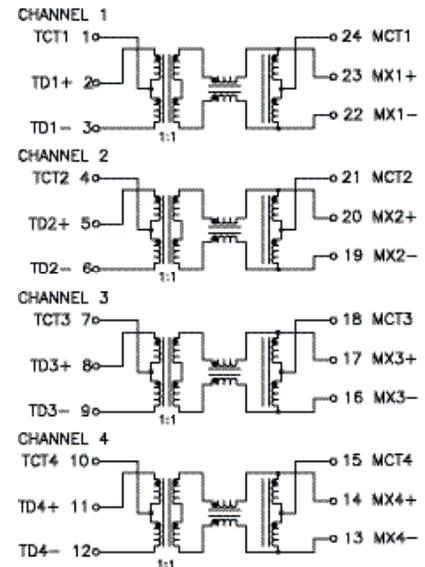 CHANNEL 1
TCT1 1 24 MCT1
TD1+ 2 23 MX1+
22 MX1-
TD1- 3
1:1
CHANNEL 2
TCT2 4 21 MCT2
TD2+ 5 20 MX2+
19 MX2-
TD2- 6
1:1
CHANNEL 3
TCT3 7 18 MCT3
TD3+ 8 17 MX3+
16 MX3-
TD3- 9
1:1
CHANNEL 4
TCT4 10 15 MCT4
TD4+ 11 14 MX4+
13 MX4-
TD4- 12
1:1